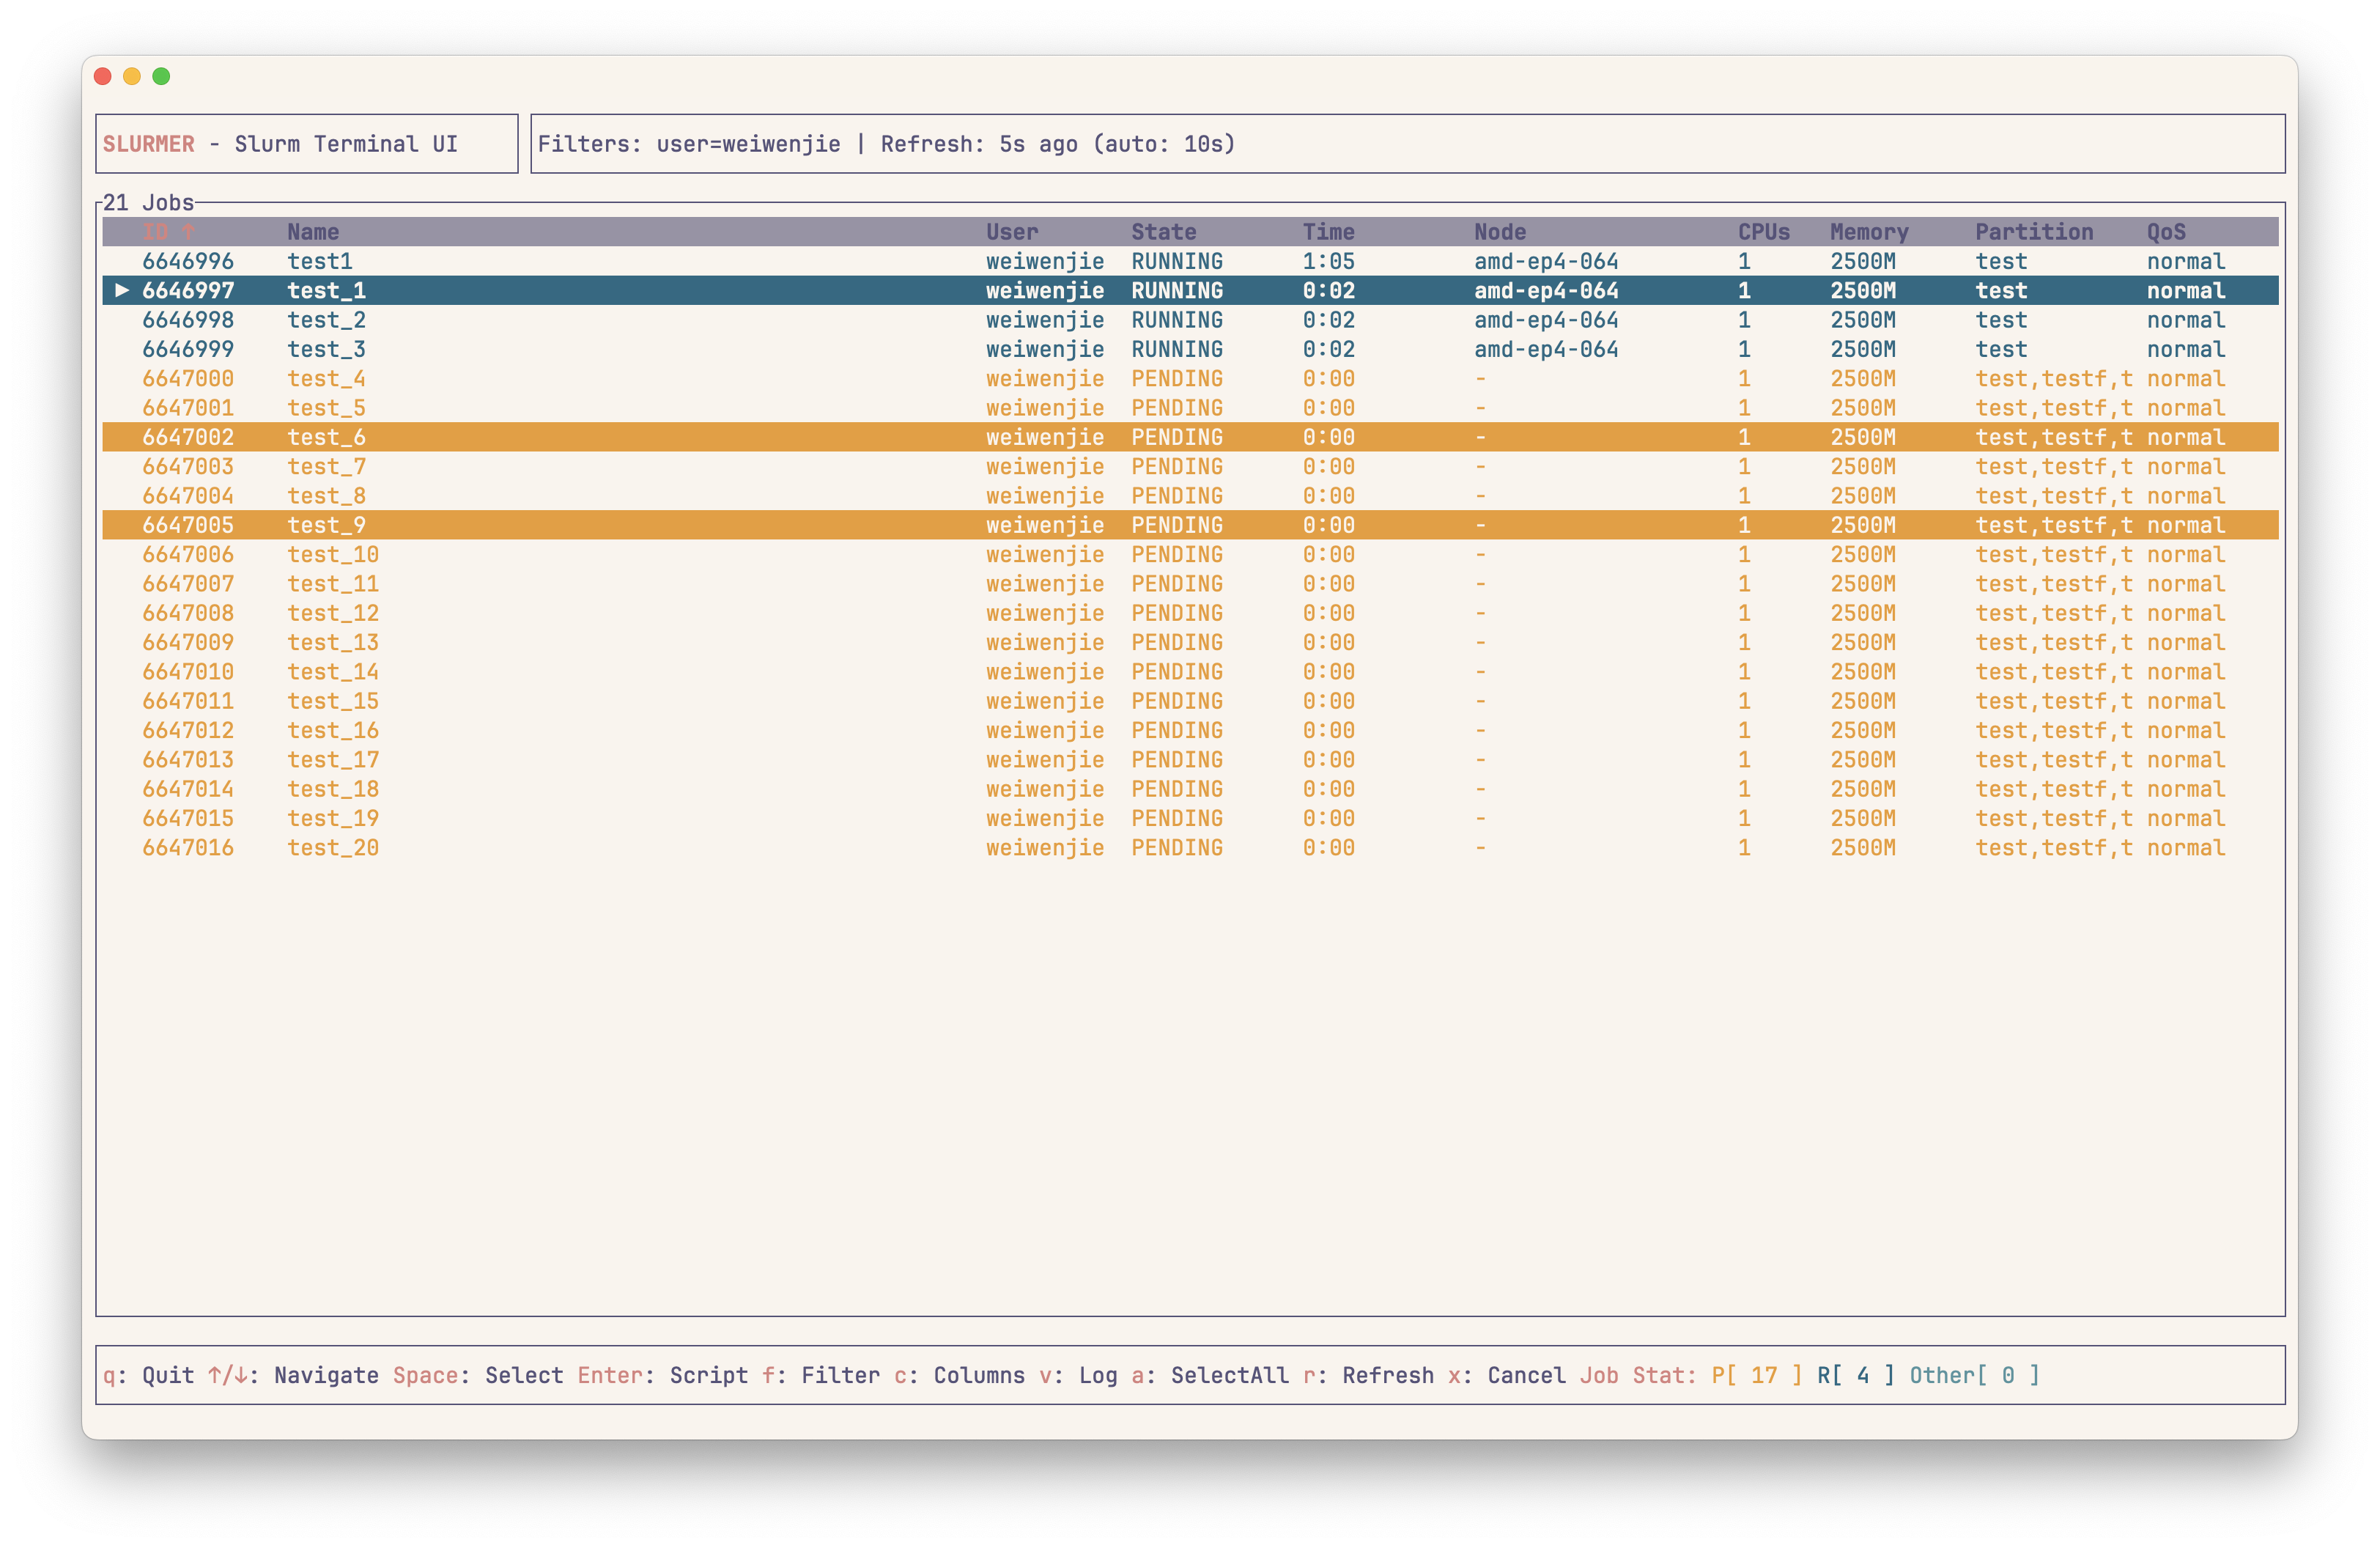 SLURMER - Slurm Terminal UI
Filters: user=weiwenjie | Refresh: 5s ago (auto: 10s)
21 Jobs
ID ↑ Name User State Time Node CPUs Memory Partition QoS
6646996 test1 weiwenjie RUNNING 1:05 amd-ep4-064 1 2500M test normal
▶ 6646997 test_1 weiwenjie RUNNING 0:02 amd-ep4-064 1 2500M test normal
6646998 test_2 weiwenjie RUNNING 0:02 amd-ep4-064 1 2500M test normal
6646999 test_3 weiwenjie RUNNING 0:02 amd-ep4-064 1 2500M test normal
6647000 test_4 weiwenjie PENDING 0:00 - 1 2500M test,testf,t normal
6647001 test_5 weiwenjie PENDING 0:00 - 1 2500M test,testf,t normal
6647002 test_6 weiwenjie PENDING 0:00 - 1 2500M test,testf,t normal
6647003 test_7 weiwenjie PENDING 0:00 - 1 2500M test,testf,t normal
6647004 test_8 weiwenjie PENDING 0:00 - 1 2500M test,testf,t normal
6647005 test_9 weiwenjie PENDING 0:00 - 1 2500M test,testf,t normal
6647006 test_10 weiwenjie PENDING 0:00 - 1 2500M test,testf,t normal
6647007 test_11 weiwenjie PENDING 0:00 - 1 2500M test,testf,t normal
6647008 test_12 weiwenjie PENDING 0:00 - 1 2500M test,testf,t normal
6647009 test_13 weiwenjie PENDING 0:00 - 1 2500M test,testf,t normal
6647010 test_14 weiwenjie PENDING 0:00 - 1 2500M test,testf,t normal
6647011 test_15 weiwenjie PENDING 0:00 - 1 2500M test,testf,t normal
6647012 test_16 weiwenjie PENDING 0:00 - 1 2500M test,testf,t normal
6647013 test_17 weiwenjie PENDING 0:00 - 1 2500M test,testf,t normal
6647014 test_18 weiwenjie PENDING 0:00 - 1 2500M test,testf,t normal
6647015 test_19 weiwenjie PENDING 0:00 - 1 2500M test,testf,t normal
6647016 test_20 weiwenjie PENDING 0:00 - 1 2500M test,testf,t normal
q: Quit ↑/↓: Navigate Space: Select Enter: Script f: Filter c: Columns v: Log a: SelectAll r: Refresh x: Cancel Job Stat: P[ 17 ] R[ 4 ] Other[ 0 ]